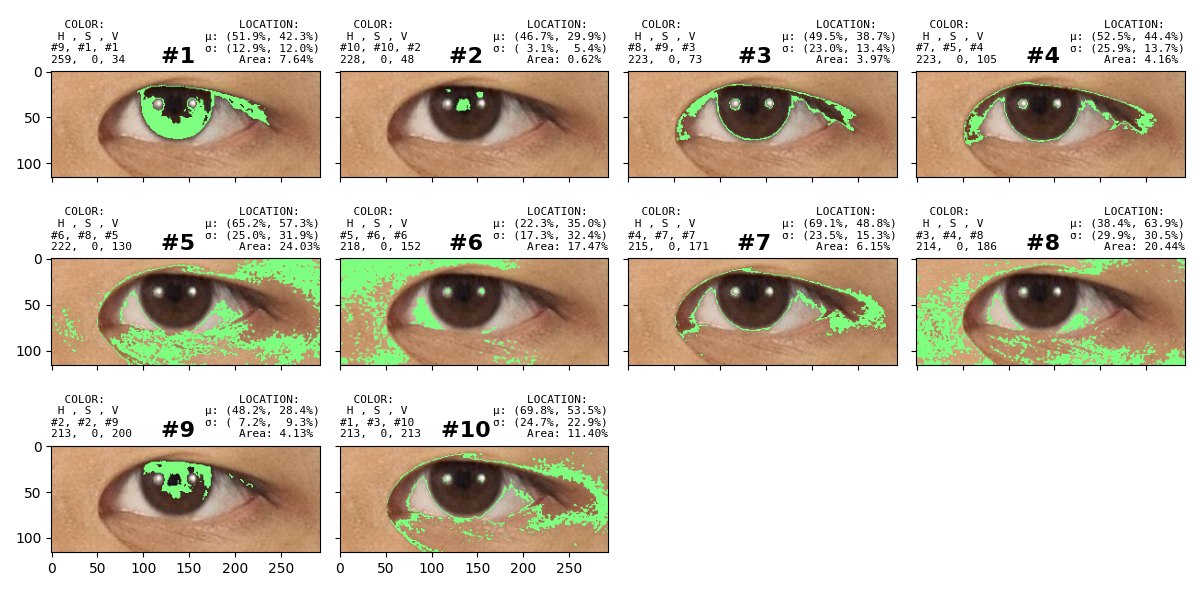 COLOR: LOCATION:
H , S , V μ: (51.9%, 42.3%)
#9, #1, #1 σ: (12.9%, 12.0%)
259, 0, 34 #1 Area: 7.64%
COLOR: LOCATION:
H , S , V μ: (46.7%, 29.9%)
#10, #10, #2 σ: ( 3.1%, 5.4%)
228, 0, 48 #2 Area: 0.62%
COLOR: LOCATION:
H , S , V μ: (49.5%, 38.7%)
#8, #9, #3 σ: (23.0%, 13.4%)
223, 0, 73 #3 Area: 3.97%
COLOR: LOCATION:
H , S , V μ: (52.5%, 44.4%)
#7, #5, #4 σ: (25.9%, 13.7%)
223, 0, 105 #4 Area: 4.16%
0
50
100
COLOR: LOCATION:
H , S , V μ: (65.2%, 57.3%)
#6, #8, #5 σ: (25.0%, 31.9%)
222, 0, 130 #5 Area: 24.03%
COLOR: LOCATION:
H , S , V μ: (22.3%, 35.0%)
#5, #6, #6 σ: (17.3%, 32.4%)
218, 0, 152 #6 Area: 17.47%
COLOR: LOCATION:
H , S , V μ: (69.1%, 48.8%)
#4, #7, #7 σ: (23.5%, 15.3%)
215, 0, 171 #7 Area: 6.15%
COLOR: LOCATION:
H , S , V μ: (38.4%, 63.9%)
#3, #4, #8 σ: (29.9%, 30.5%)
214, 0, 186 #8 Area: 20.44%
0
50
100
COLOR: LOCATION:
H , S , V μ: (48.2%, 28.4%)
#2, #2, #9 σ: ( 7.2%, 9.3%)
213, 0, 200 #9 Area: 4.13%
COLOR: LOCATION:
H , S , V μ: (69.8%, 53.5%)
#1, #3, #10 σ: (24.7%, 22.9%)
213, 0, 213 #10 Area: 11.40%
0
50
100
0 50 100 150 200 250
0 50 100 150 200 250